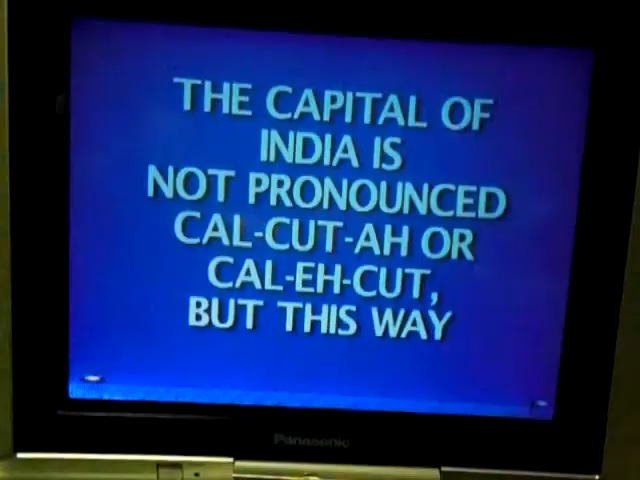 THE CAPITAL OF
INDIA IS
NOT PRONOUNCED
CAL-CUT-AH OR
CAL-EH-CUT,
BUT THIS WAY
Panasonic